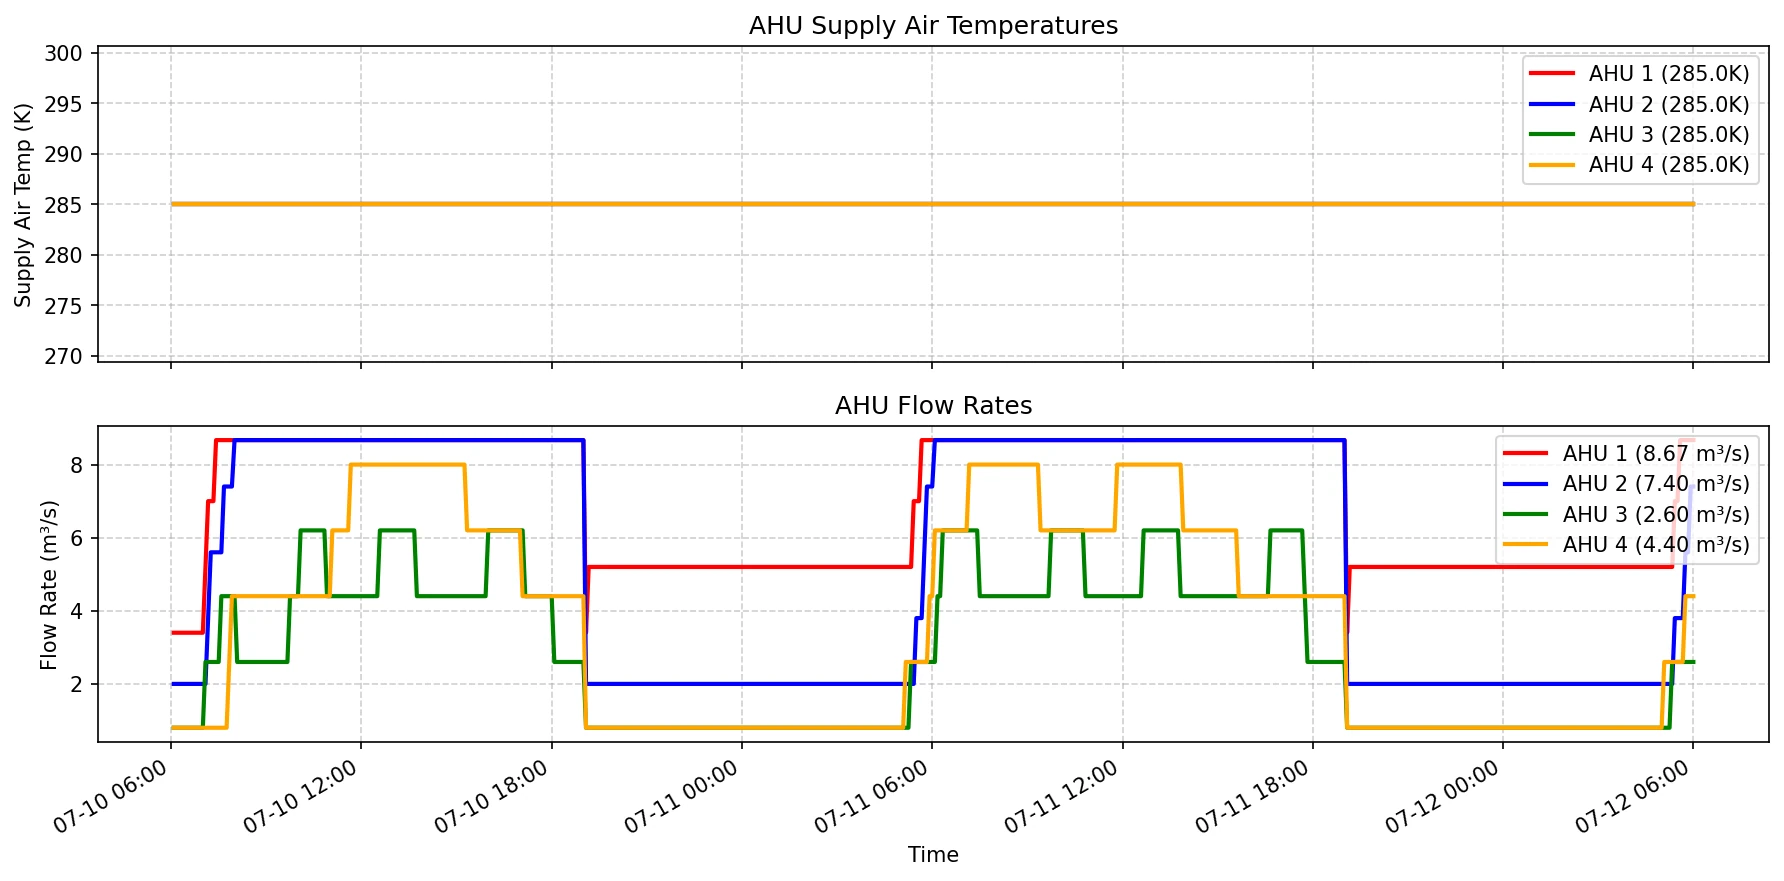 AHU Supply Air Temperatures
Supply Air Temp (K)
300
295
290
285
280
275
270
AHU 1 (285.0K)
AHU 2 (285.0K)
AHU 3 (285.0K)
AHU 4 (285.0K)
AHU Flow Rates
Flow Rate (m³/s)
8
6
4
2
AHU 1 (8.67 m³/s)
AHU 2 (7.40 m³/s)
AHU 3 (2.60 m³/s)
AHU 4 (4.40 m³/s)
07-10 06:00
07-10 12:00
07-10 18:00
07-11 00:00
07-11 06:00
07-11 12:00
07-11 18:00
07-12 00:00
07-12 06:00
Time